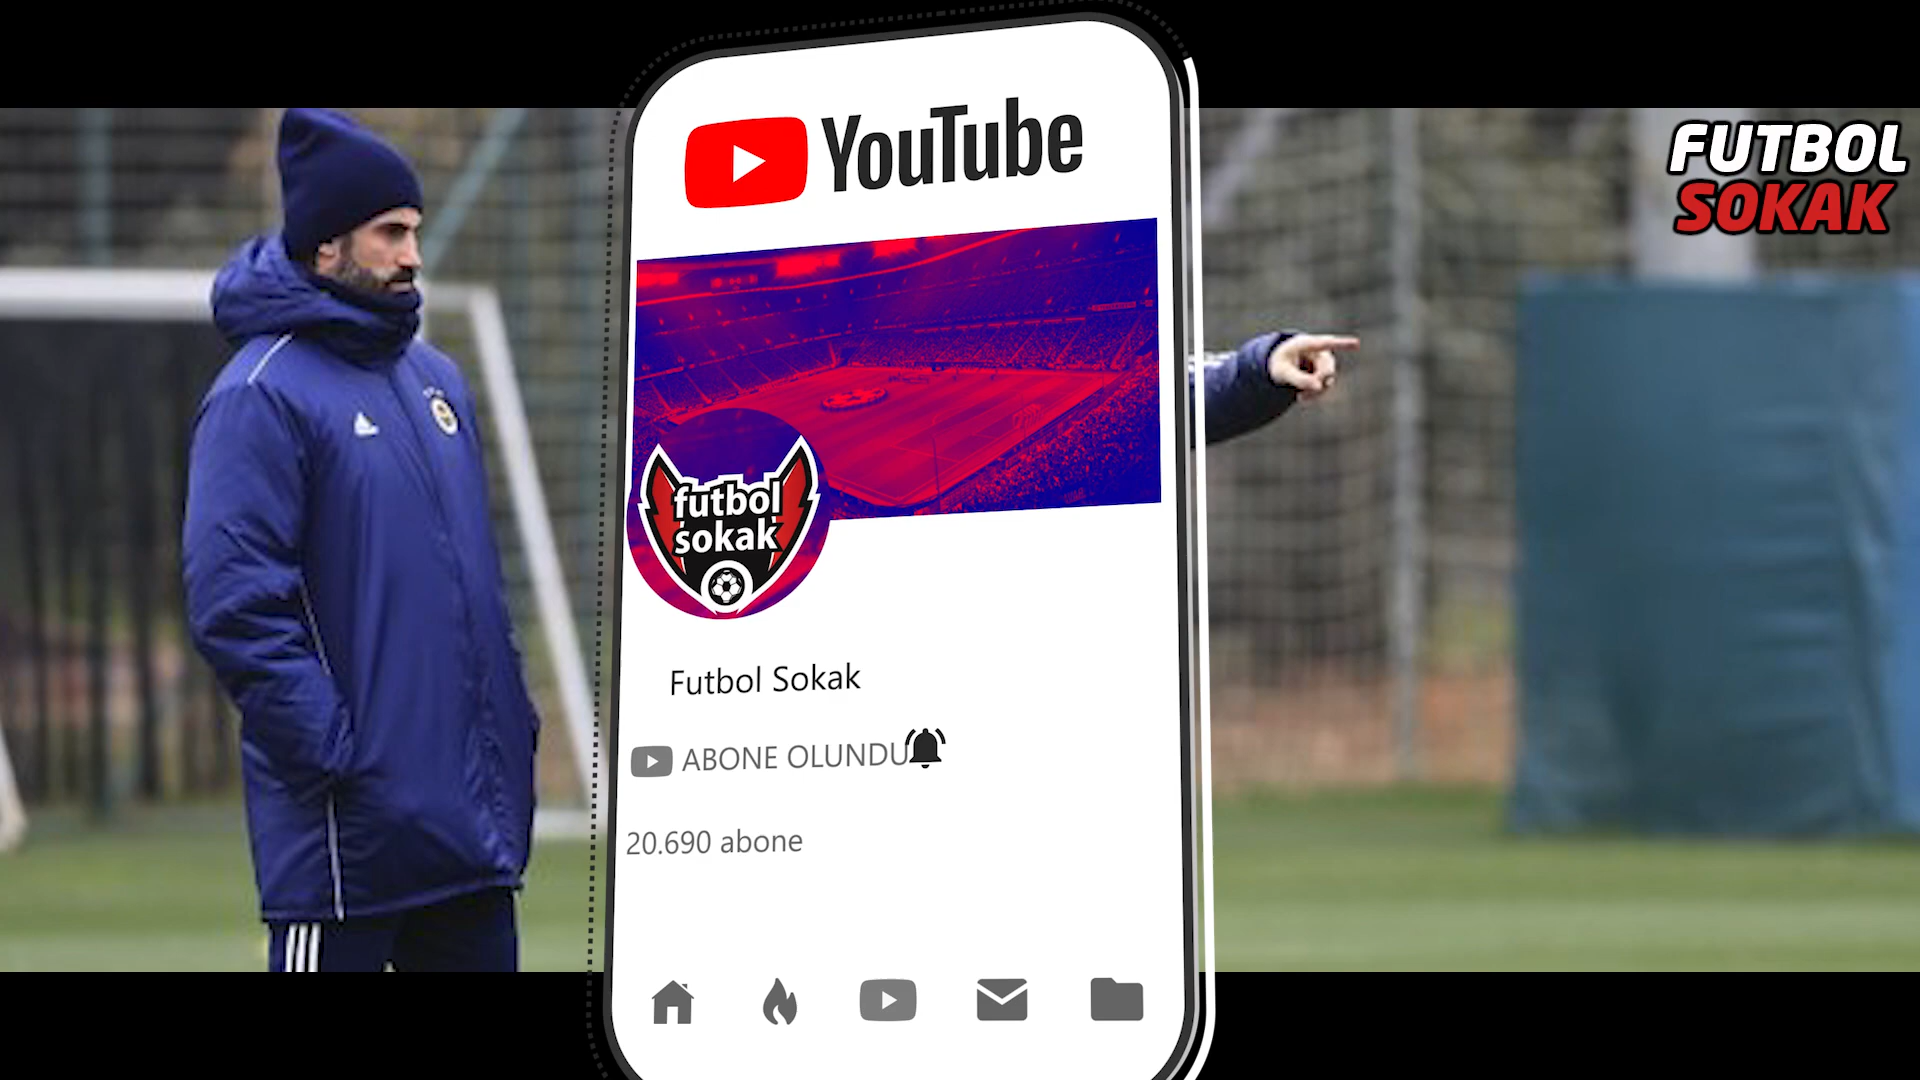 YouTube
FUTBOL
SOKAK
futbol
sokak
Futbol Sokak
ABONE OLUNDU
20.690 abone